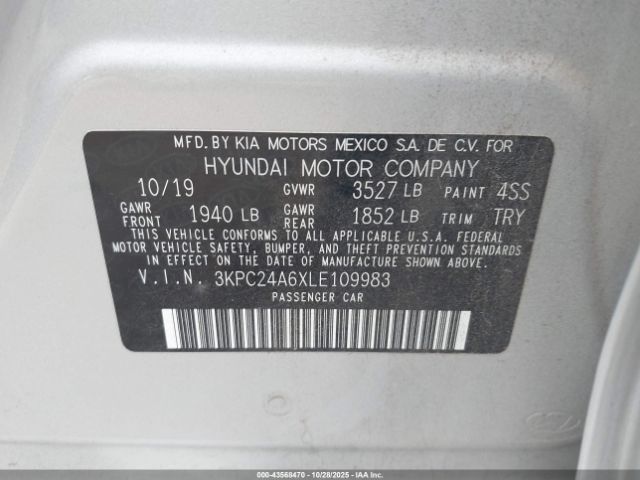 MFD. BY KIA MOTORS MEXICO S.A. DE C.V. FOR
HYUNDAI MOTOR COMPANY
10/19 GVWR 3527 LB PAINT 4SS
GAWR FRONT 1940 LB GAWR REAR 1852 LB TRIM TRY
THIS VEHICLE CONFORMS TO ALL APPLICABLE U.S.A. FEDERAL
MOTOR VEHICLE SAFETY, BUMPER, AND THEFT PREVENTION STANDARDS
IN EFFECT ON THE DATE OF MANUFACTURE SHOWN ABOVE.
V.I.N. 3KPC24A6XLE109983
PASSENGER CAR
000-43568470 | 10/28/2025 | IAA Inc.